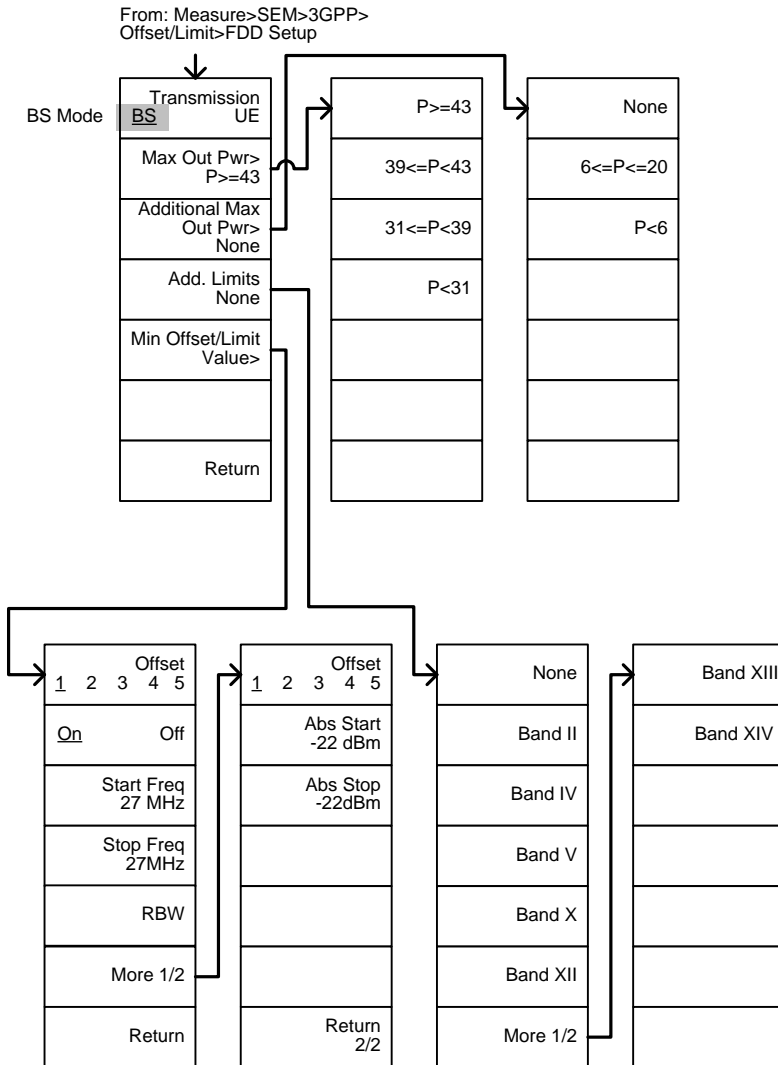 From: Measure>SEM>3GPP>
Offset/Limit>FDD Setup
BS Mode
Transmission
BS UE
Max Out Pwr>
P>=43
Additional Max
Out Pwr>
None
Add. Limits
None
Min Offset/Limit
Value>
Return
P>=43
39<=P<43
31<=P<39
P<31
None
6<=P<=20
P<6
Offset
1 2 3 4 5
On Off
Start Freq
27 MHz
Stop Freq
27MHz
RBW
More 1/2
Return
Offset
1 2 3 4 5
Abs Start
-22 dBm
Abs Stop
-22dBm
Return
2/2
None
Band II
Band IV
Band V
Band X
Band XII
More 1/2
Band XIII
Band XIV